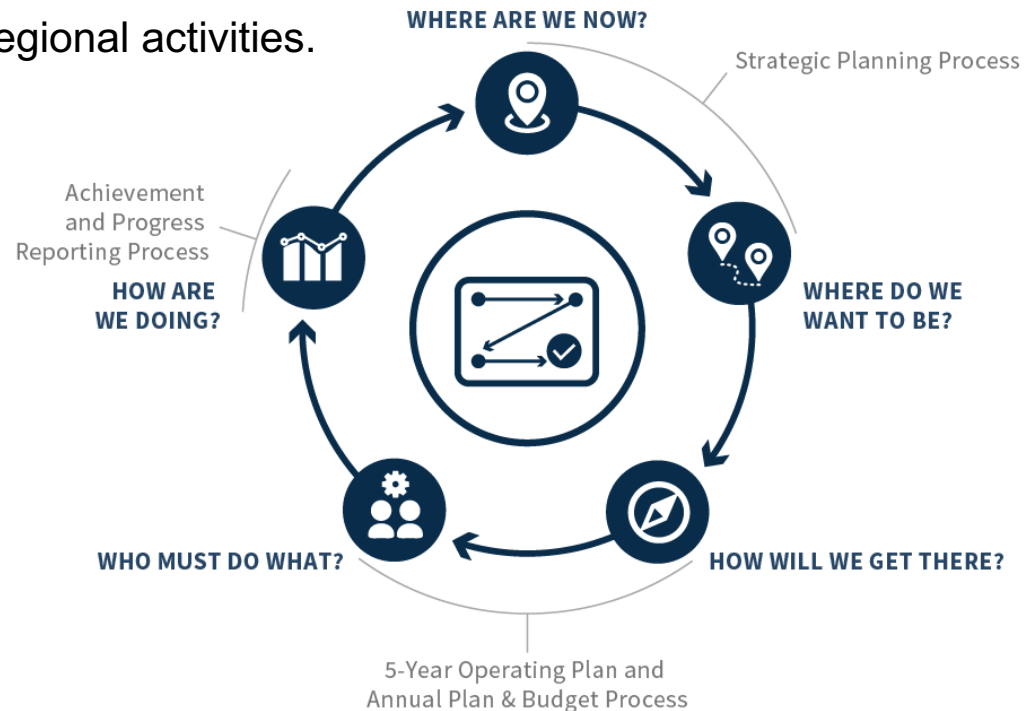 WHERE ARE WE NOW?
egional activities.
Strategic Planning Process
Achievement
and Progress
Reporting Process
HOW ARE
WE DOING?
WHERE DO WE
WANT TO BE?
WHO MUST DO WHAT?
HOW WILL WE GET THERE?
5-Year Operating Plan and
Annual Plan & Budget Process